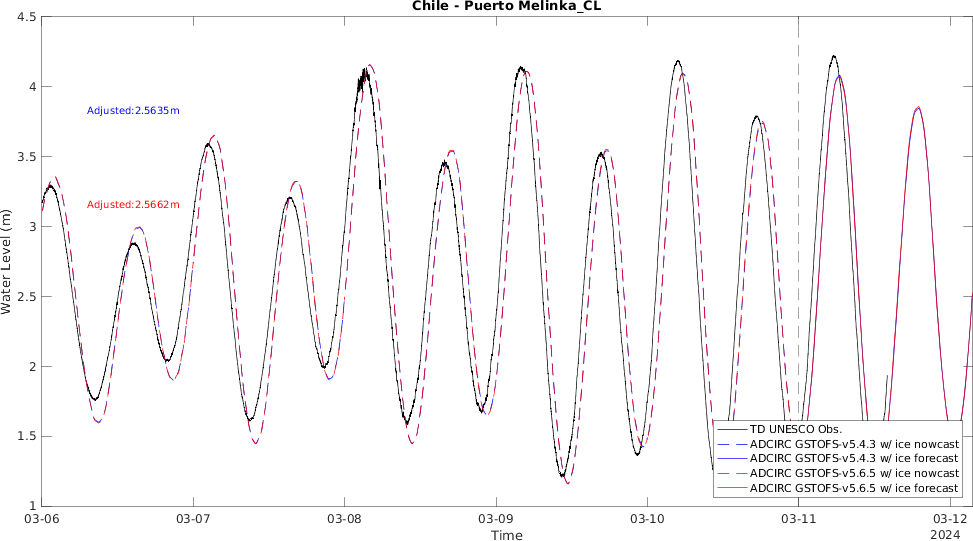 Chile - Puerto Melinka_CL
4.5
4
3.5
3
2.5
2
1.5
1
Water Level (m)
Adjusted:2.5635m
Adjusted:2.5662m
TD UNESCO Obs.
ADCIRC GSTOFS-v5.4.3 w/ ice nowcast
ADCIRC GSTOFS-v5.4.3 w/ ice forecast
ADCIRC GSTOFS-v5.6.5 w/ ice nowcast
ADCIRC GSTOFS-v5.6.5 w/ ice forecast
03-06 03-07 03-08 03-09 03-10 03-11 03-12
Time 2024